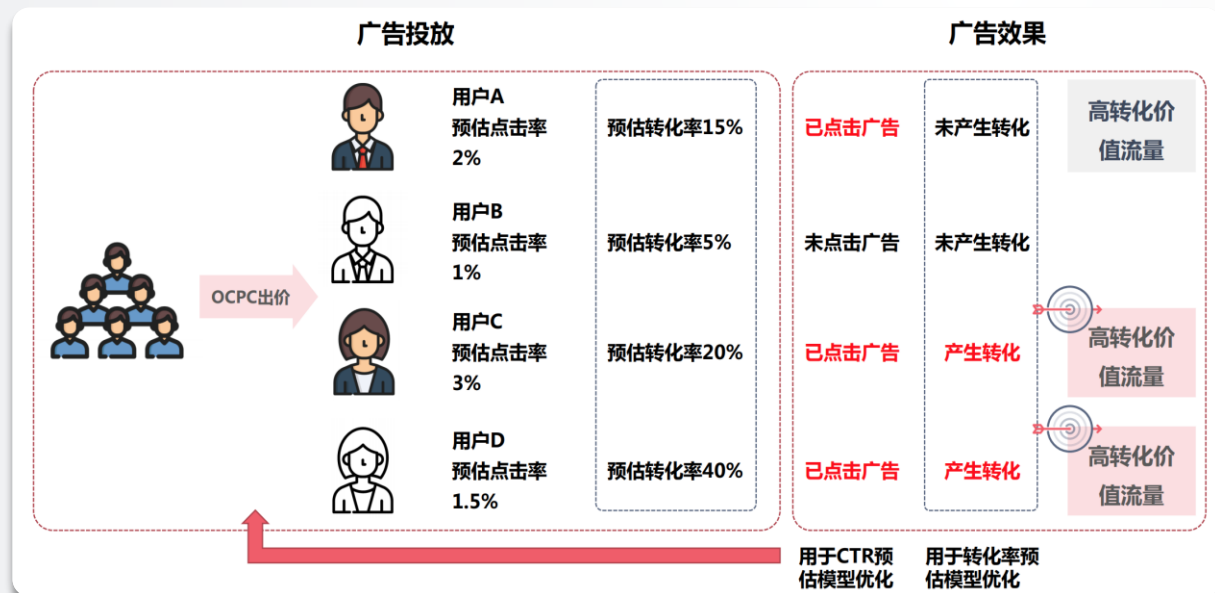 广告投放
广告效果
用户A
预估点击率
2%
预估转化率15%
已点击广告
未产生转化
高转化价
值流量
用户B
预估点击率
1%
预估转化率5%
未点击广告
未产生转化
OCPC出价
用户C
预估点击率
3%
预估转化率20%
已点击广告
产生转化
高转化价
值流量
用户D
预估点击率
1.5%
预估转化率40%
已点击广告
产生转化
高转化价
值流量
用于CTR预
估模型优化
用于转化率预
估模型优化